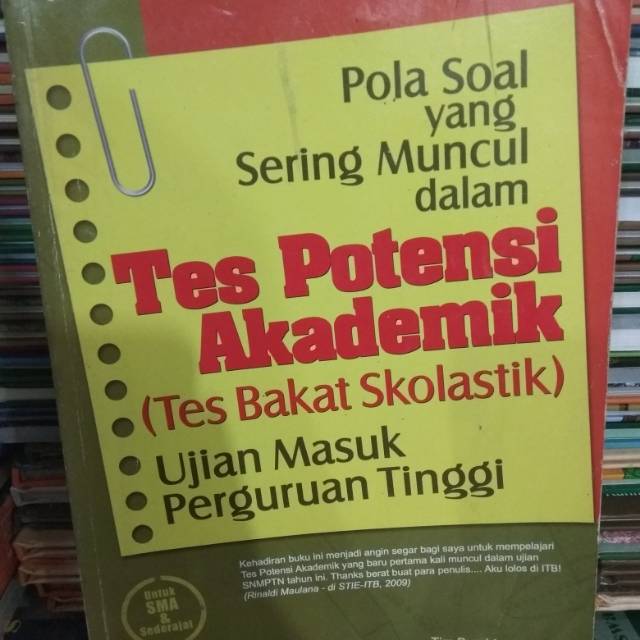 Pola Soal
yang
Sering Muncul
dalam
Tes Potensi
Akademik
(Tes Bakat Skolastik)
Ujian Masuk
Perguruan Tinggi
Kehadiran buku ini menjadi angin segar bagi saya untuk mempelajari
Tes Potensi Akademik yang baru pertama kali muncul dalam ujian
SNMPTN tahun ini. Thanks berat buat para penulis.... Aku lolos di ITB!
(Rinaldi Maulana - di STIE-ITB, 2009)
Untuk
SMA
& Sederajat